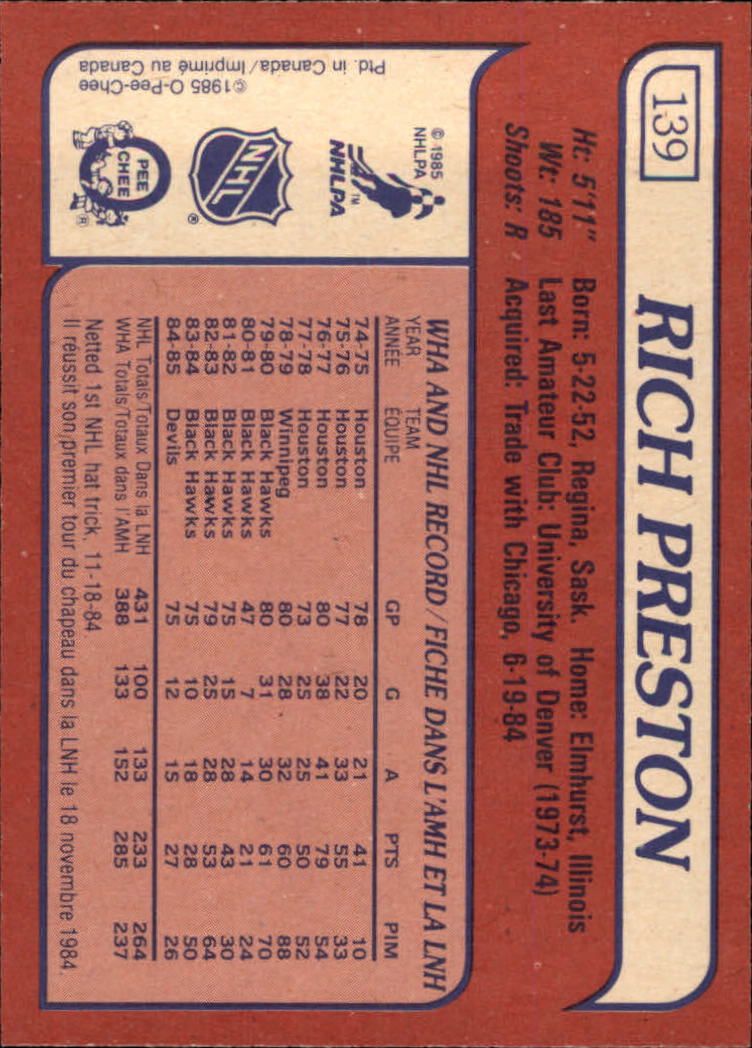 139
RICH PRESTON
Ht: 5'11" Born: 5-22-52, Regina, Sask. Home: Elmhurst, Illinois
Wt: 185 Last Amateur Club: University of Denver (1973-74)
Shoots: R Acquired: Trade with Chicago, 6-19-84
© 1985
NHLPA
NHLPA
TM
NHL
®
PEE
CHEE
®
©1985 O-Pee-Chee
Ptd. in Canada/Imprimé au Canada
WHA AND NHL RECORD/FICHE DANS L'AMH ET LA LNH
YEAR TEAM
ANNÉE ÉQUIPE GP G A PTS PIM
74-75 Houston 78 20 21 41 10
75-76 Houston 77 22 33 55 33
76-77 Houston 80 38 41 79 54
77-78 Houston 73 25 25 50 52
78-79 Winnipeg 80 28 32 60 88
79-80 Black Hawks 80 31 30 61 70
80-81 Black Hawks 47 7 14 21 24
81-82 Black Hawks 75 15 28 43 30
82-83 Black Hawks 79 25 28 53 64
83-84 Black Hawks 75 10 18 28 50
84-85 Devils 75 12 15 27 26
NHL Totals/Totaux Dans la LNH 431 100 133 233 264
WHA Totals/Totaux dans l'AMH 388 133 152 285 237
Netted 1st NHL hat trick, 11-18-84.
Il réussit son premier tour du chapeau dans la LNH le 18 novembre 1984.